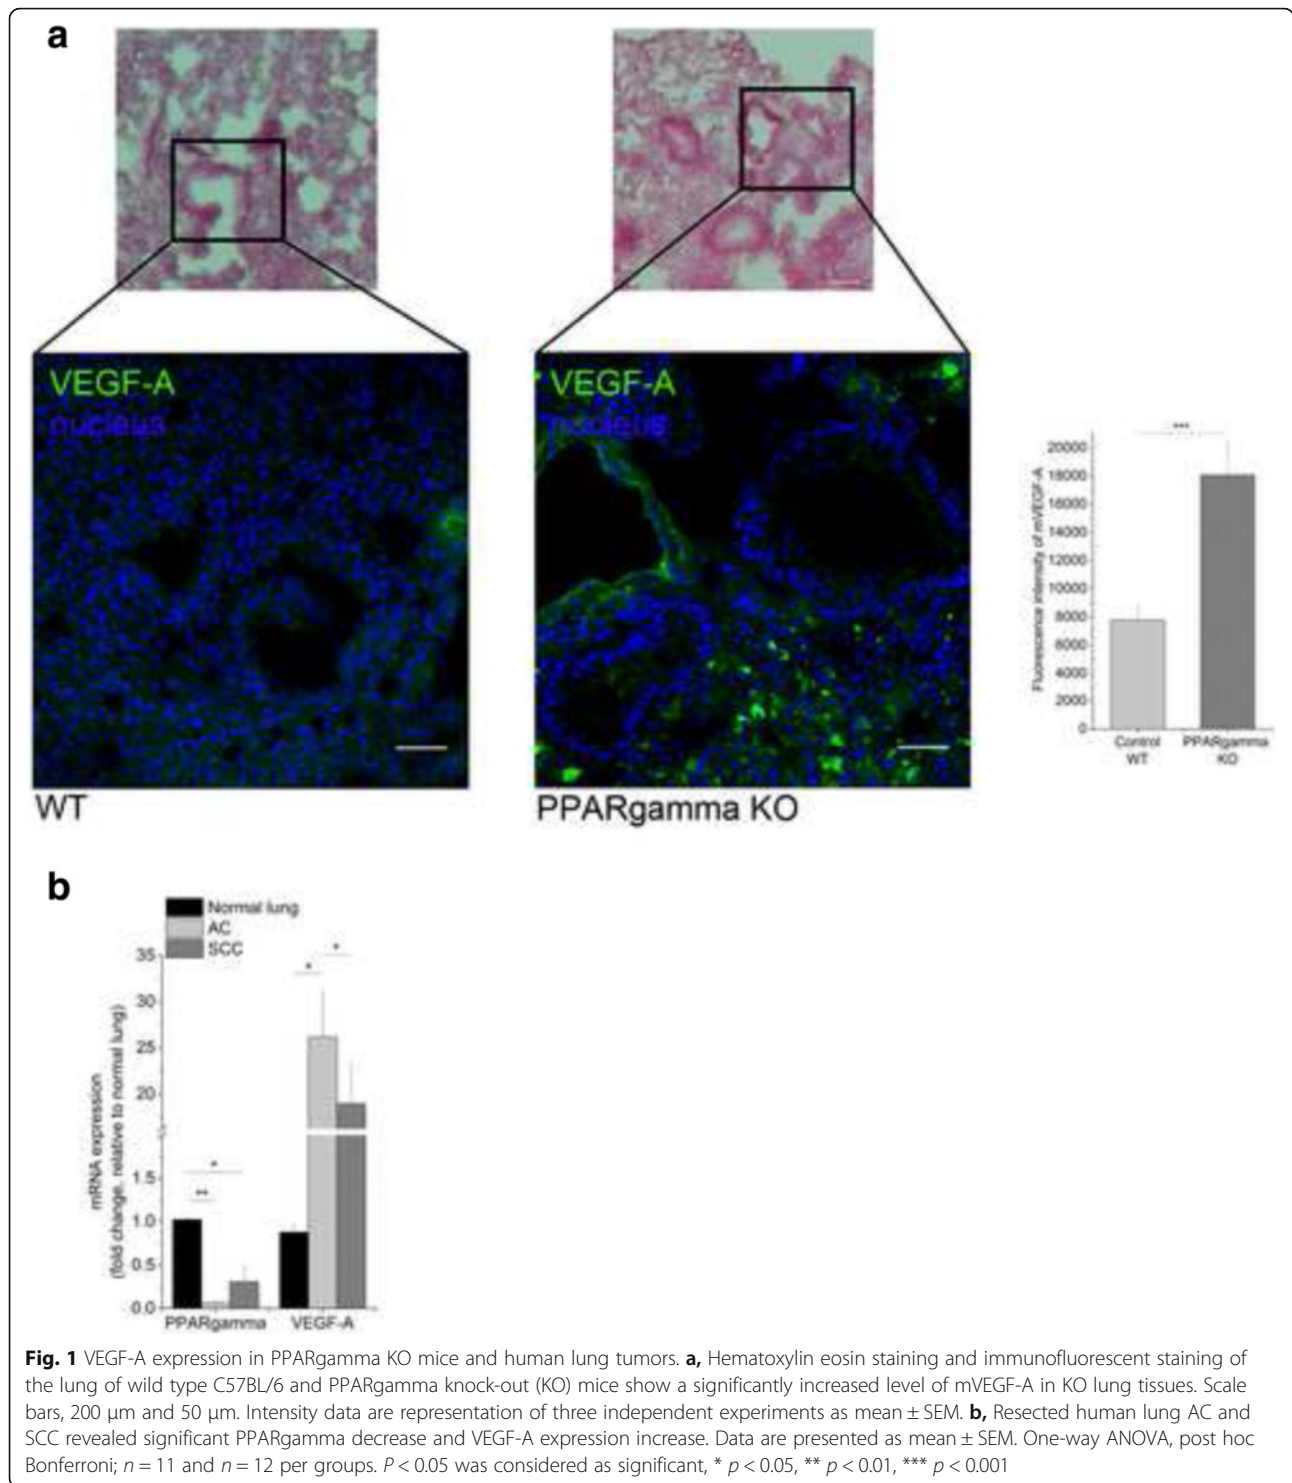 a
VEGF-A
nucleus
VEGF-A
nucleus
WT
PPARgamma KO
Fluorescence intensity of mVEGF-A
***
20000
18000
16000
14000
12000
10000
8000
6000
4000
2000
0
Control
WT
PPARgamma
KO
b
Normal lung
AC
SCC
mRNA expression
(fold change, relative to normal lung)
35
30
25
20
1.5
1.0
0.5
0.0
*
**
*
*
PPARgamma
VEGF-A
Fig. 1 VEGF-A expression in PPARgamma KO mice and human lung tumors. a, Hematoxylin eosin staining and immunofluorescent staining of
the lung of wild type C57BL/6 and PPARgamma knock-out (KO) mice show a significantly increased level of mVEGF-A in KO lung tissues. Scale
bars, 200 μm and 50 μm. Intensity data are representation of three independent experiments as mean ± SEM. b, Resected human lung AC and
SCC revealed significant PPARgamma decrease and VEGF-A expression increase. Data are presented as mean ± SEM. One-way ANOVA, post hoc
Bonferroni; n = 11 and n = 12 per groups. P < 0.05 was considered as significant, * p < 0.05, ** p < 0.01, *** p < 0.001